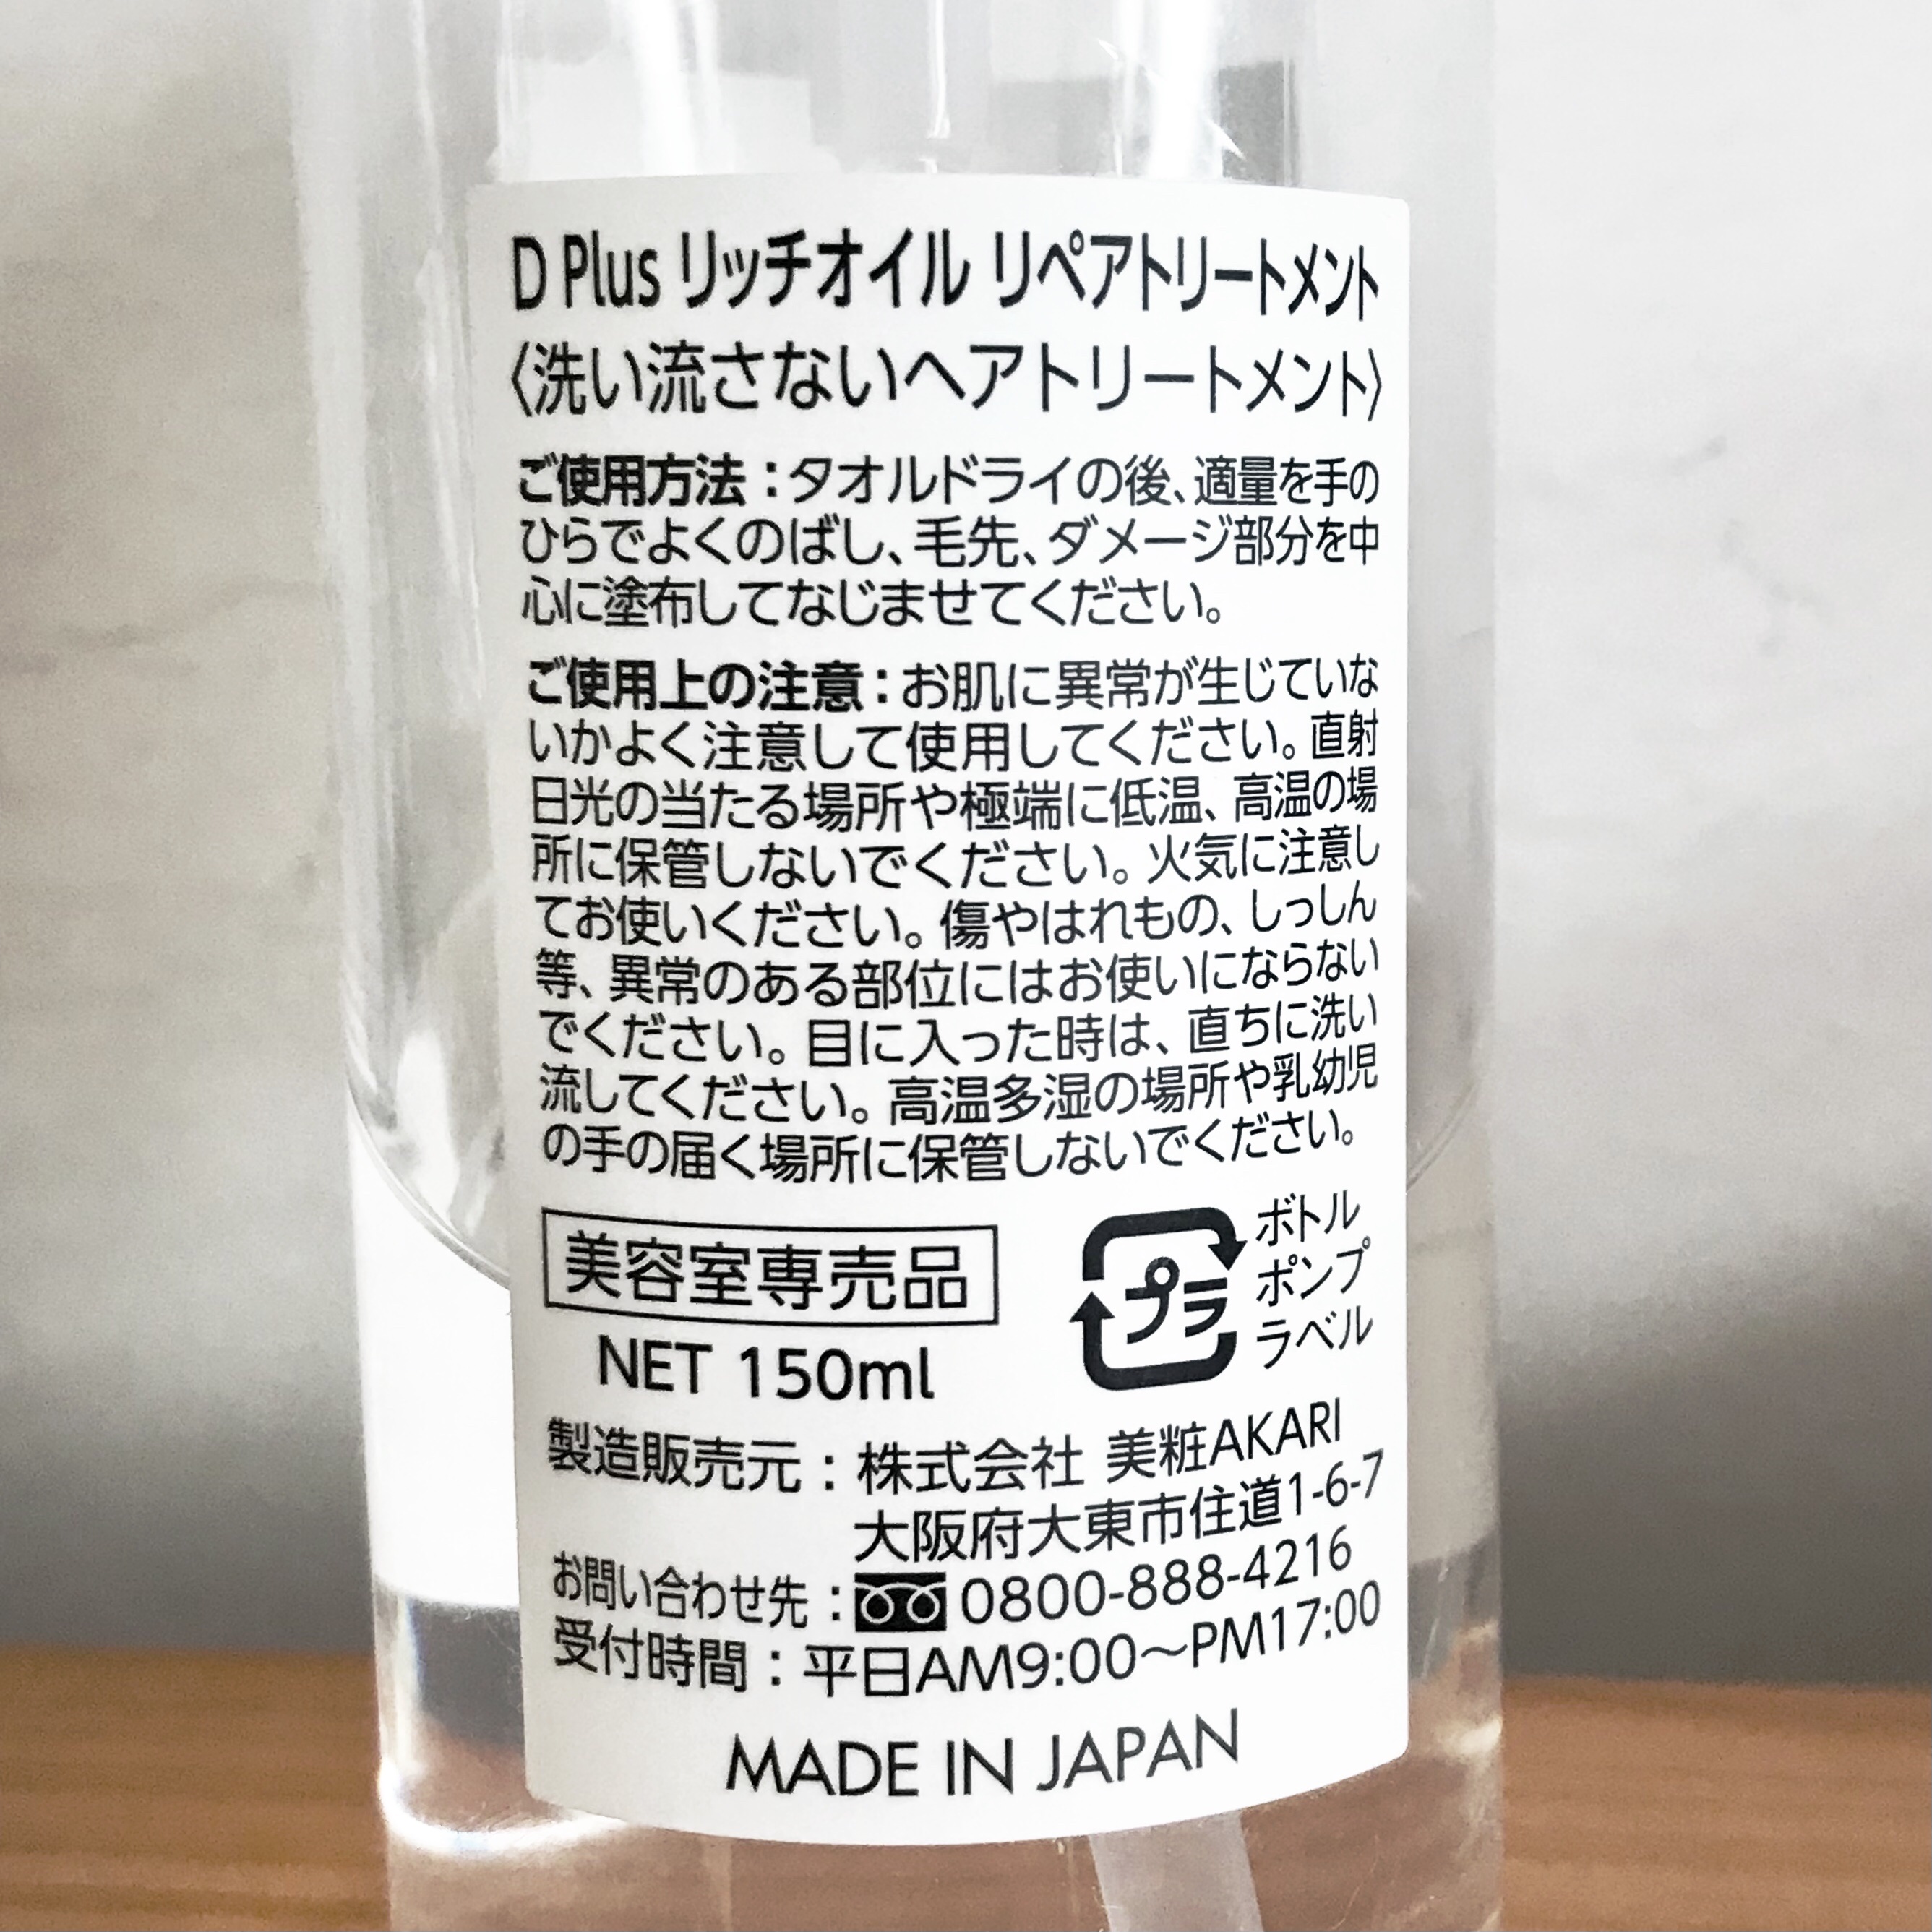 D Plus リッチオイル リペアトリートメント
〈洗い流さないヘアトリートメント〉
ご使用方法：タオルドライの後、適量を手の
ひらでよくのばし、毛先、ダメージ部分を中
心に塗布してなじませてください。
ご使用上の注意：お肌に異常が生じていな
いかよく注意して使用してください。直射
日光の当たる場所や極端に低温、高温の場
所に保管しないでください。火気に注意し
てお使いください。傷やはれもの、しっしん
等、異常のある部位にはお使いにならない
でください。目に入った時は、直ちに洗い
流してください。高温多湿の場所や乳幼児
の手の届く場所に保管しないでください。
美容室専売品
NET 150ml
プラ
ボトル
ポンプ
ラベル
製造販売元：株式会社 美粧AKARI
大阪府大東市住道1-6-7
お問い合わせ先：0800-888-4216
受付時間：平日AM9:00～PM17:00
MADE IN JAPAN